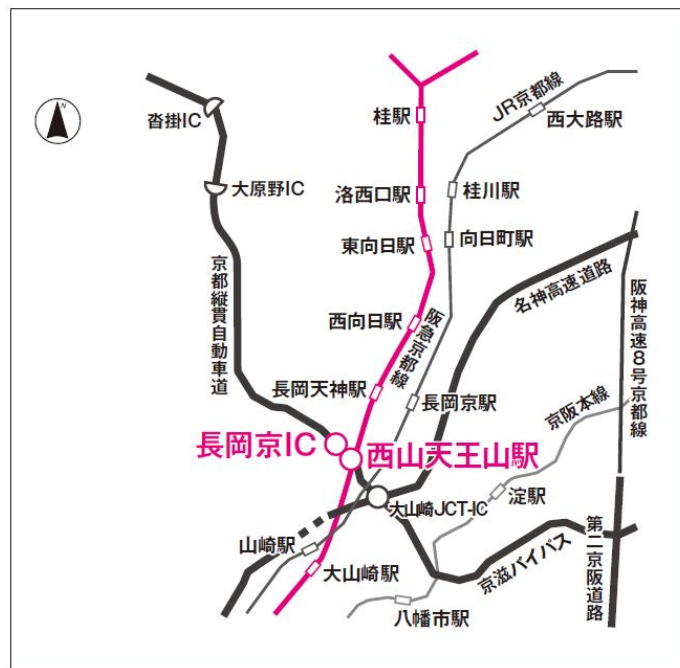 N
沓掛IC
桂駅
JR京都線
西大路駅
大原野IC
洛西口駅
桂川駅
東向日駅
向日町駅
名神高速道路
京都縦貫自動車道
阪神高速8号京都線
西向日駅
阪急京都線
長岡天神駅
長岡京駅
京阪本線
長岡京IC
西山天王山駅
淀駅
大山崎JCT-IC
山崎駅
大山崎駅
京滋バイパス
第二京阪道路
八幡市駅